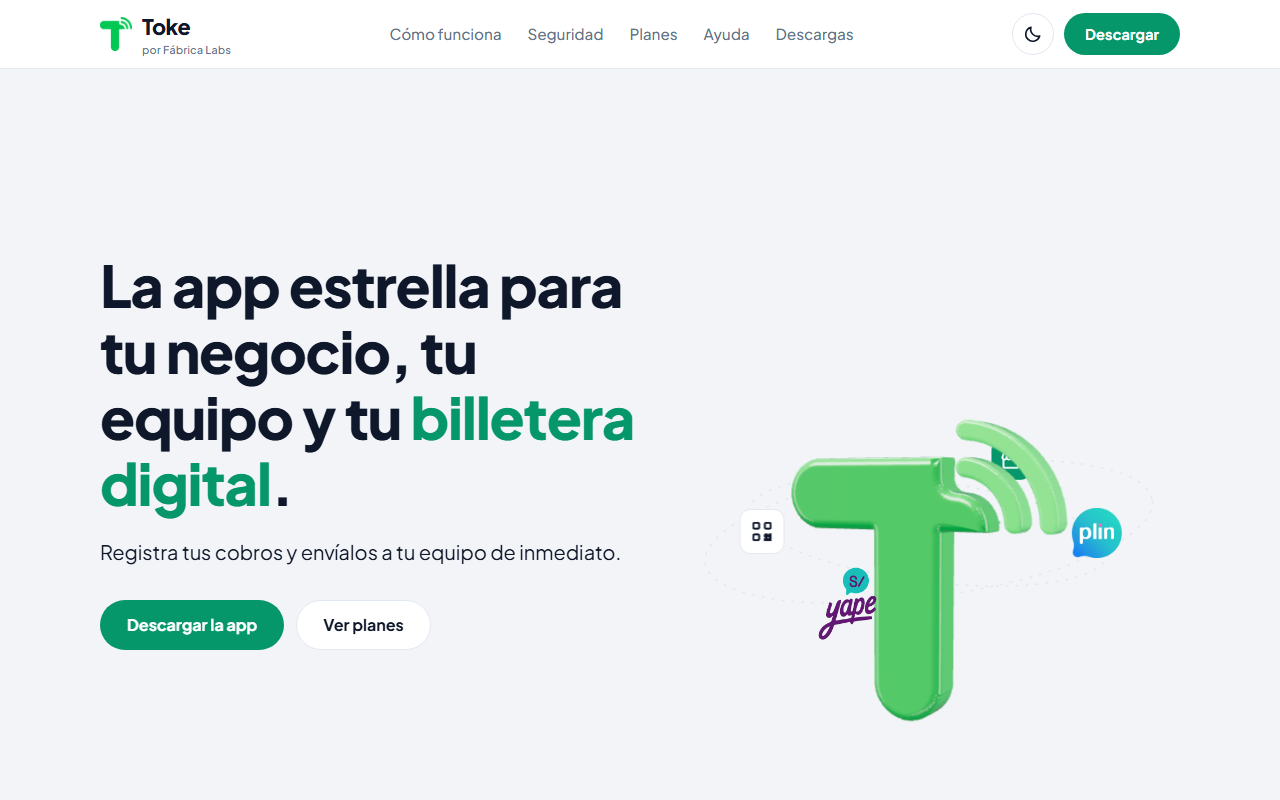 Toke
por Fábrica Labs
Cómo funciona
Seguridad
Planes
Ayuda
Descargas
Descargar
La app estrella para
tu negocio, tu
equipo y tu billetera
digital.
Registra tus cobros y envíalos a tu equipo de inmediato.
Descargar la app
Ver planes
plin
S/
yape